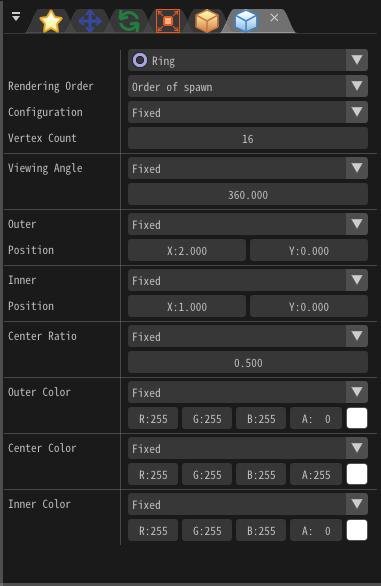 Ring
Rendering Order Order of spawn
Configuration Fixed
Vertex Count 16
Viewing Angle Fixed
360.000
Outer Fixed
Position X:2.000 Y:0.000
Inner Fixed
Position X:1.000 Y:0.000
Center Ratio Fixed
0.500
Outer Color Fixed
R:255 G:255 B:255 A: 0
Center Color Fixed
R:255 G:255 B:255 A:255
Inner Color Fixed
R:255 G:255 B:255 A: 0